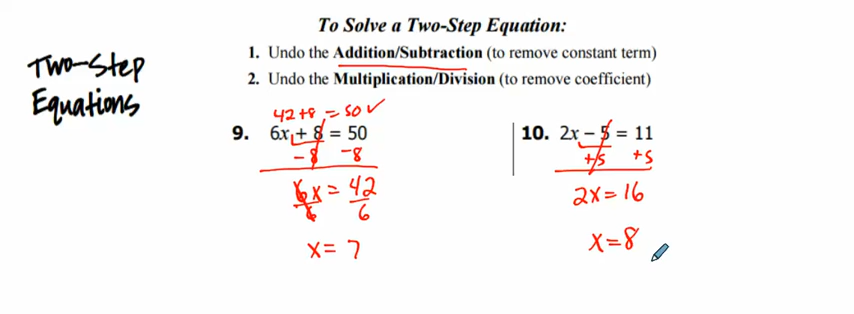 To Solve a Two-Step Equation:
Two-Step
Equations
1. Undo the Addition/Subtraction (to remove constant term)
2. Undo the Multiplication/Division (to remove coefficient)
42+8 = 50 ✓
9. 6x + 8 = 50
-8 -8
6x = 42
6 6
x = 7
10. 2x − 5 = 11
+5 +5
2x = 16
x = 8